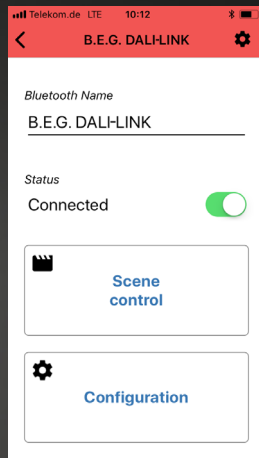 Telekom.de LTE 10:12
B.E.G. DALI-LINK
Bluetooth Name
B.E.G. DALI-LINK
Status
Connected
Scene
control
Configuration